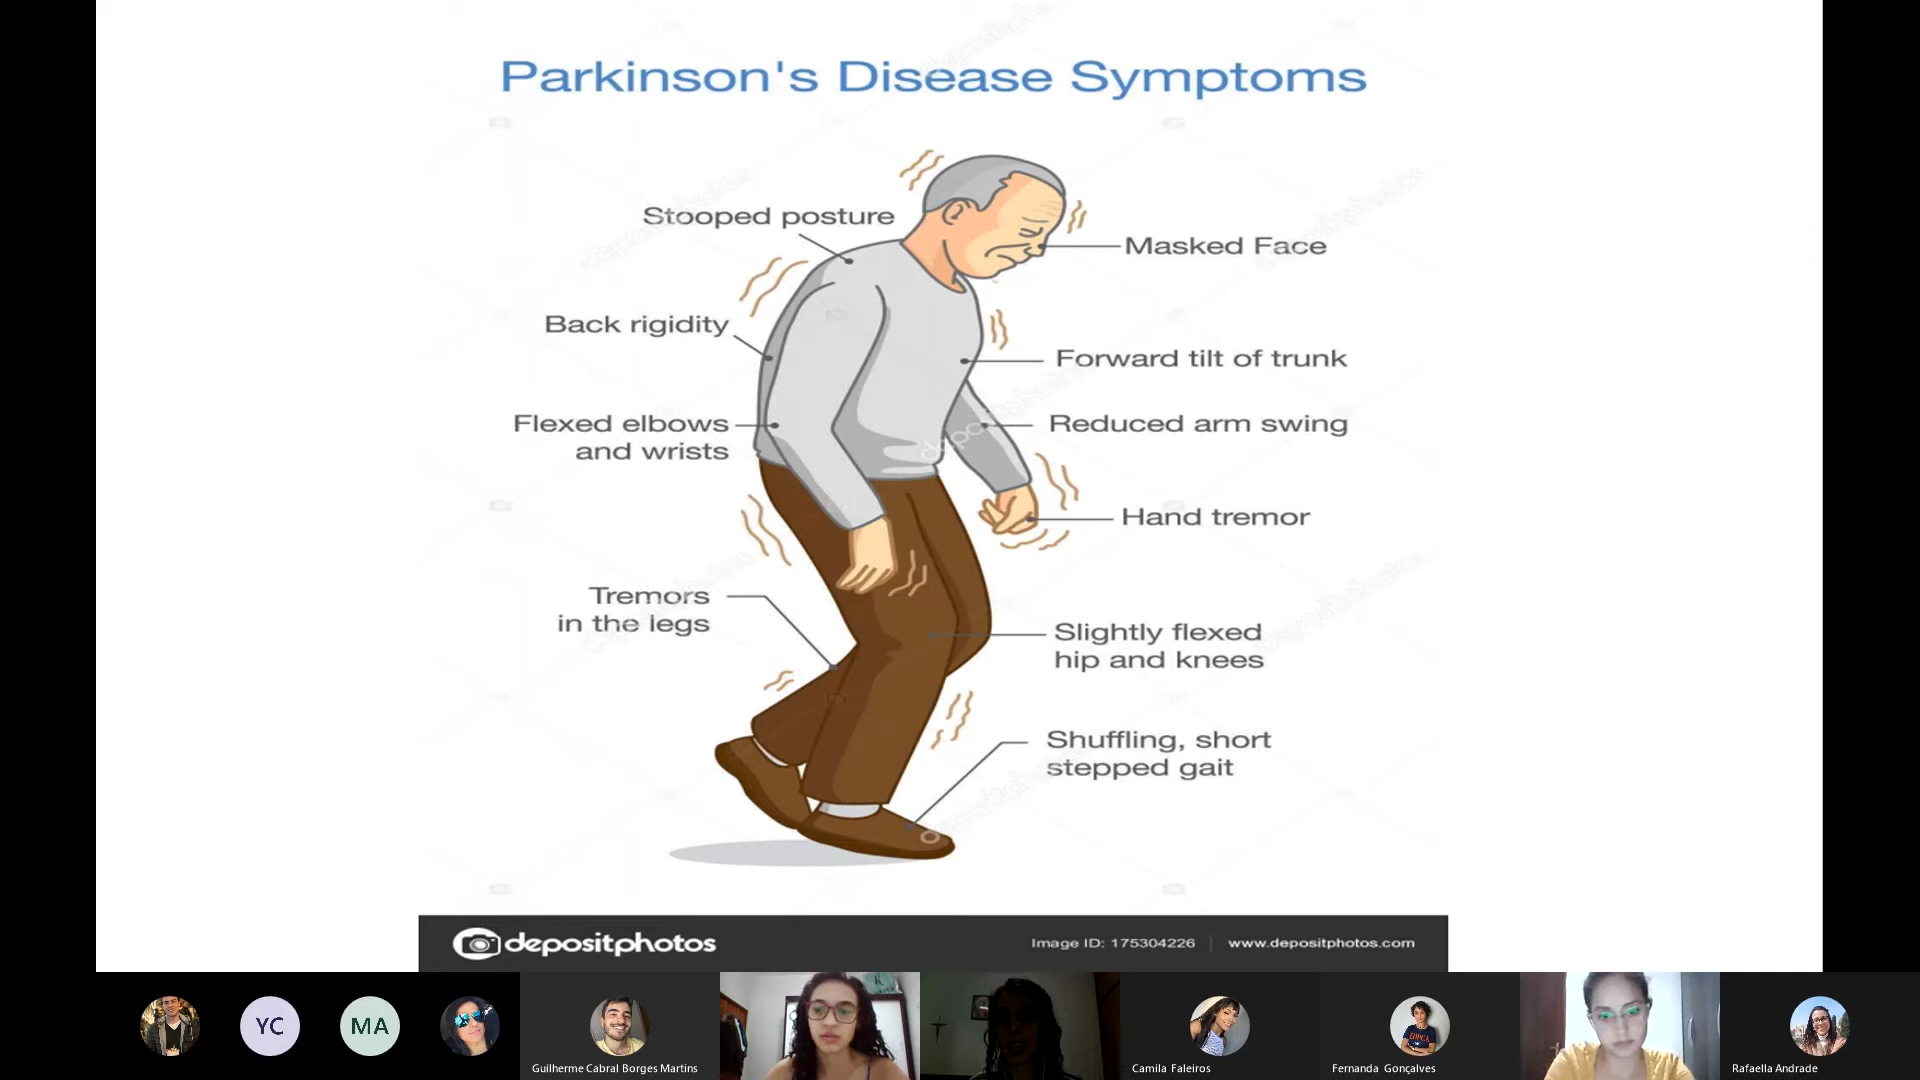 Parkinson's Disease Symptoms
Stooped posture
Masked Face
Back rigidity
Forward tilt of trunk
Flexed elbows
and wrists
Reduced arm swing
Hand tremor
Tremors
in the legs
Slightly flexed
hip and knees
Shuffling, short
stepped gait
depositphotos
Image ID: 175304226
www.depositphotos.com
YC
MA
Guilherme Cabral Borges Martins
R
Camila Faleiros
Fernanda Gonçalves
Rafaella Andrade